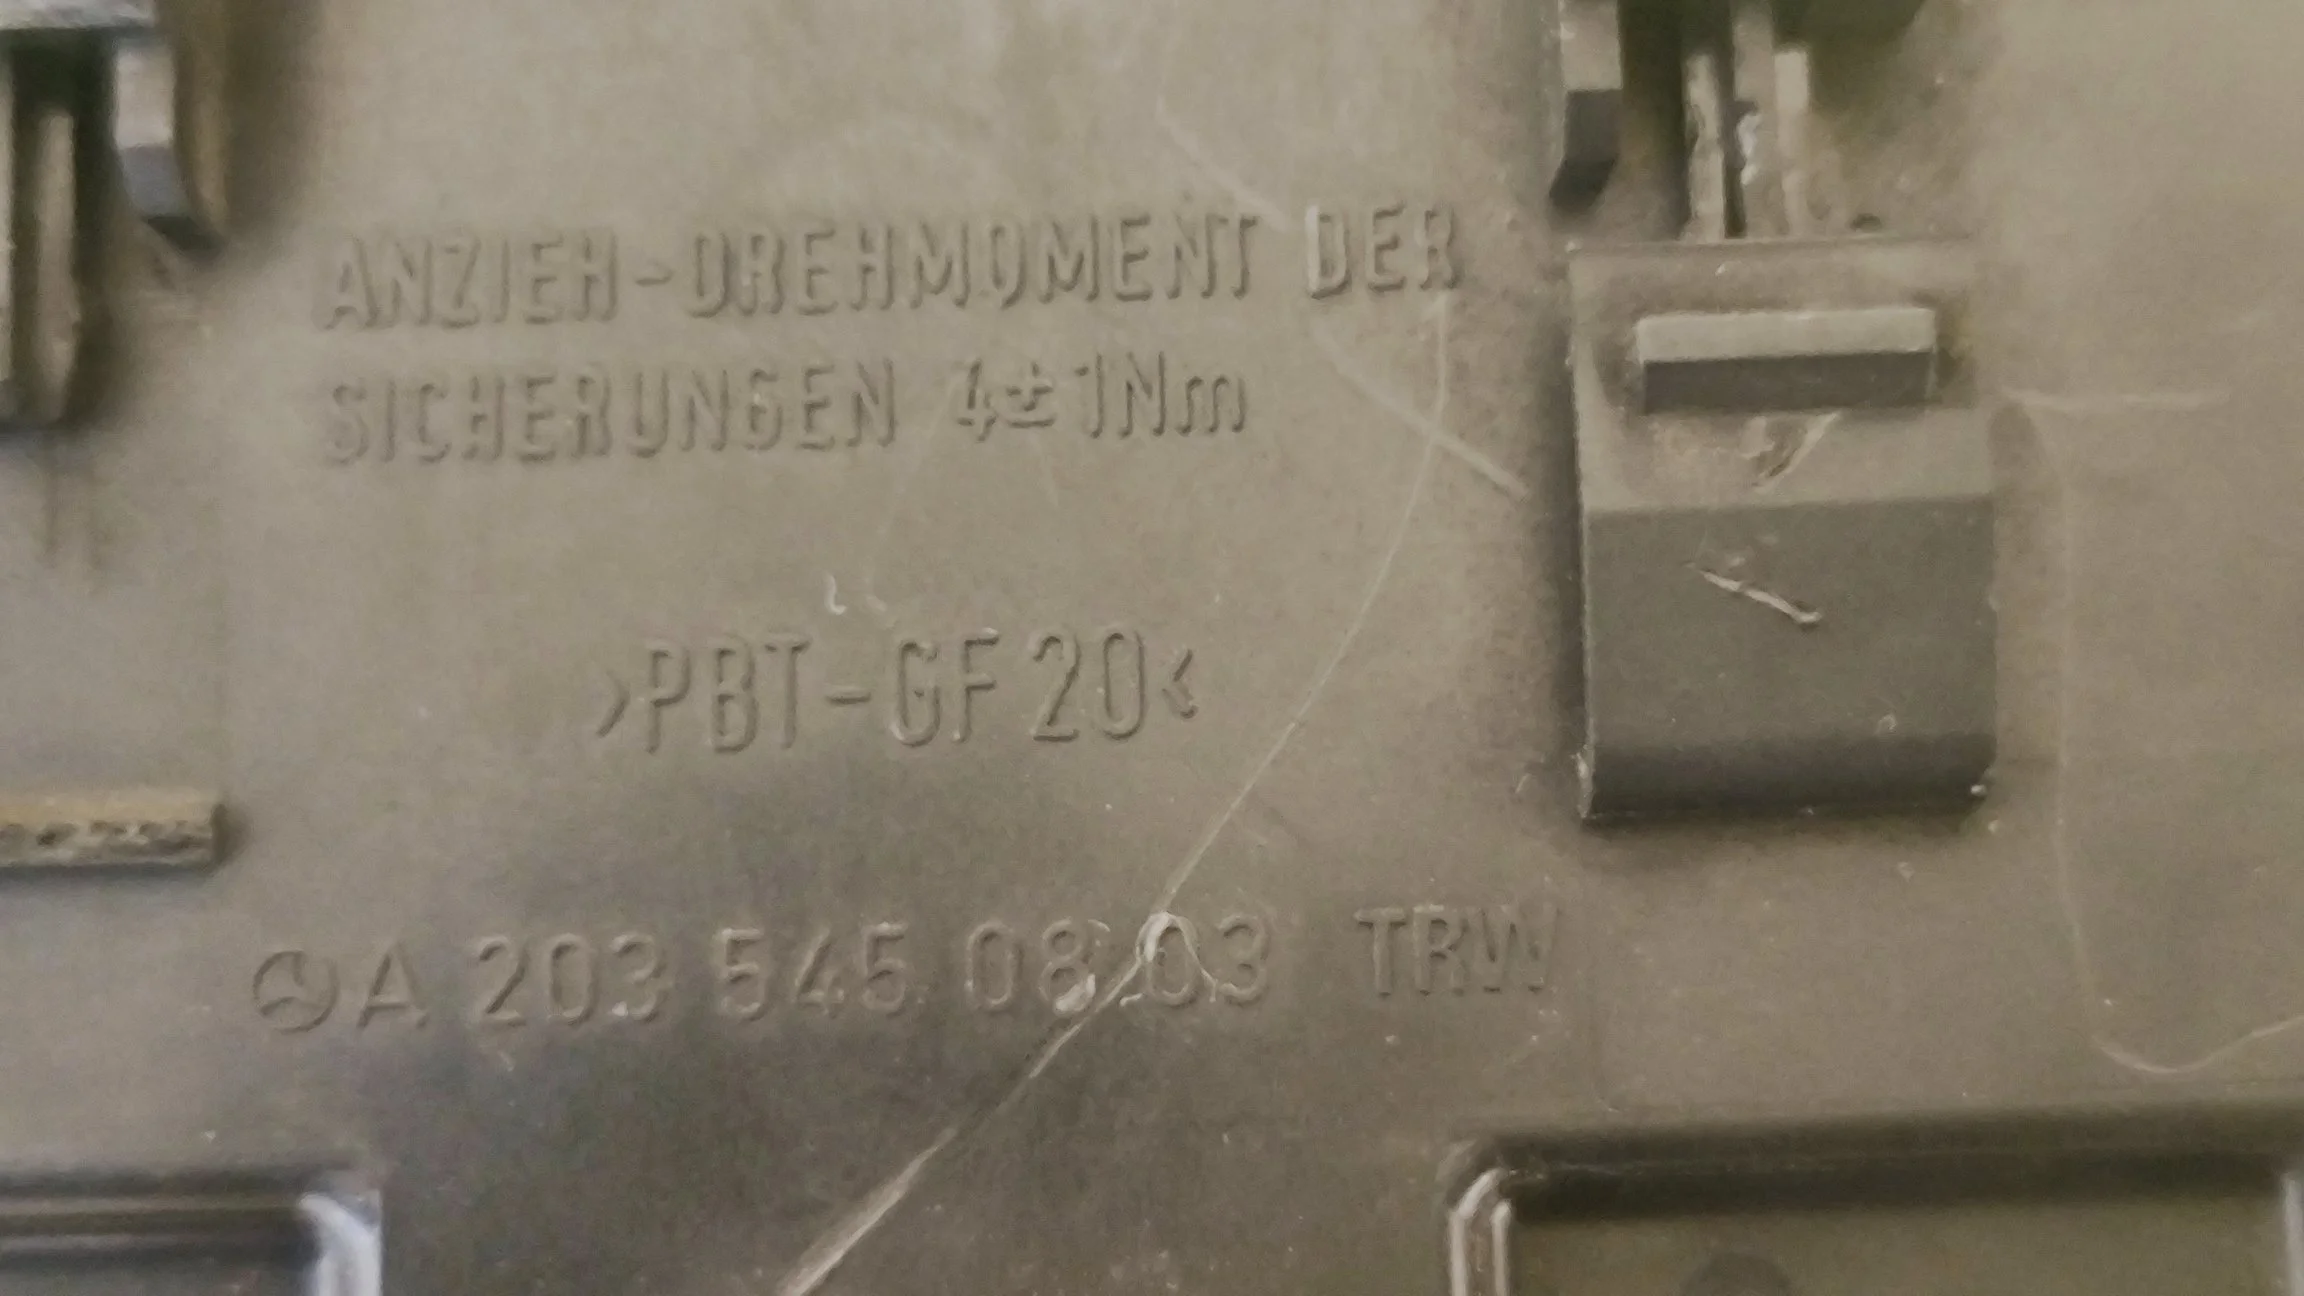 ANZIEH-DREHMOMENT DER
SICHERUNGEN 4±1Nm
>PBT-GF20<
A 203 545 08 03 TRW